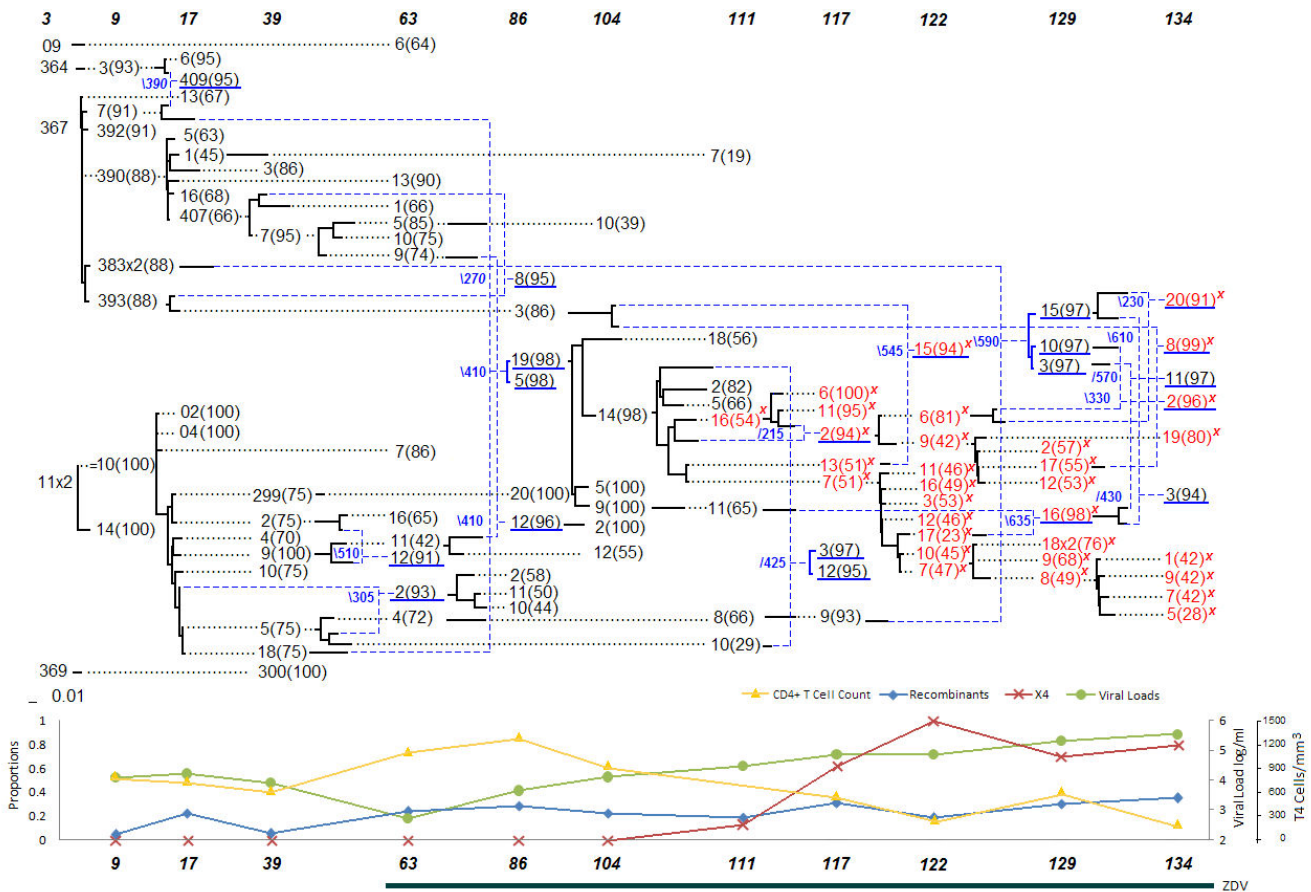 3 9 17 39 63 86 104 111 117 122 129 134
09 6(64)
364 3(93) 6(95)
\390 409(95)
13(67)
7(91)
367 392(91)
5(63)
1(45) 7(19)
3(86)
390(88) 13(90)
16(68)
1(66)
407(66) 5(85) 10(39)
7(95) 10(75)
9(74)
383x2(88)
\270 8(95)
393(88)
3(86)
\230 20(91)x
15(97)
\610
18(56) \545 15(94)x \590 10(97) 8(99)x
19(98)
\410 5(98) 3(97) /570 11(97)
2(82) 6(100)x \330 2(96)x
02(100) 5(66) 11(95)x
14(98) 16(54)x 6(81)x
04(100) /215 2(94)x
9(42)x 19(80)x
7(86) 2(57)x
13(51)x 17(55)x
=10(100) 7(51)x 11(46)x 12(53)x
11x2 16(49)x
299(75) 20(100) 5(100) 3(53)x /430 3(94)
9(100) 11(65)
2(75) 16(65) \410 12(96) 2(100) 12(46)x \635 16(98)x
14(100) 4(70) 11(42) 17(23)x
9(100) \510 12(91) 12(55) 3(97) 10(45)x 18x2(76)x
/425 9(68)x 1(42)x
10(75) 12(95) 7(47)x 8(49)x 9(42)x
2(58)
\305 2(93) 11(50) 7(42)x
10(44)
4(72) 8(66) 9(93) 5(28)x
5(75)
10(29)
18(75)
369 300(100)
_ 0.01
CD4+ T Cell Count Recombinants X4 Viral Loads
Proportions
1
0.8
0.6
0.4
0.2
0
6
5
4
3
2
Viral Load log/ml
1500
1200
900
600
300
0
T4 Cells/mm3
9 17 39 63 86 104 111 117 122 129 134
ZDV